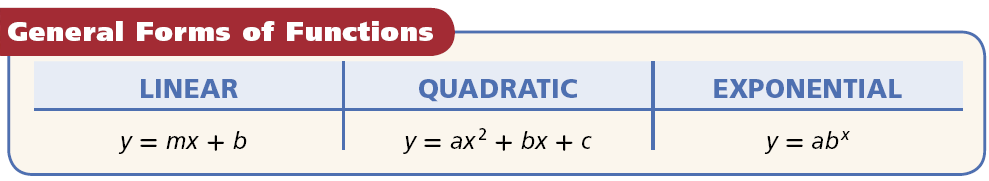 General Forms of Functions
LINEAR QUADRATIC EXPONENTIAL
y = mx + b y = ax² + bx + c y = abˣ